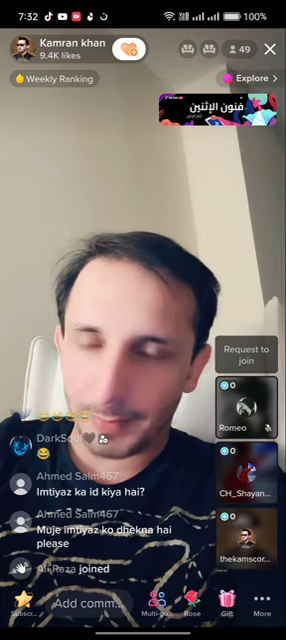 7:32
100%
Kamran khan
9.4K likes
49
Weekly Ranking
Explore >
فنون الإثنين
Request to join
0
Romeo
DarkSoul
😂
0
CH_Shayan...
Ahmed Salm467
Imtiyaz ka id kiya hai?
Ahmed Salm467
Muje imtiyaz ko dhekna hai please
0
thekamscor...
Ali Raza joined
Subscr...
Add comm...
Multi-gu...
Rose
Gift
More